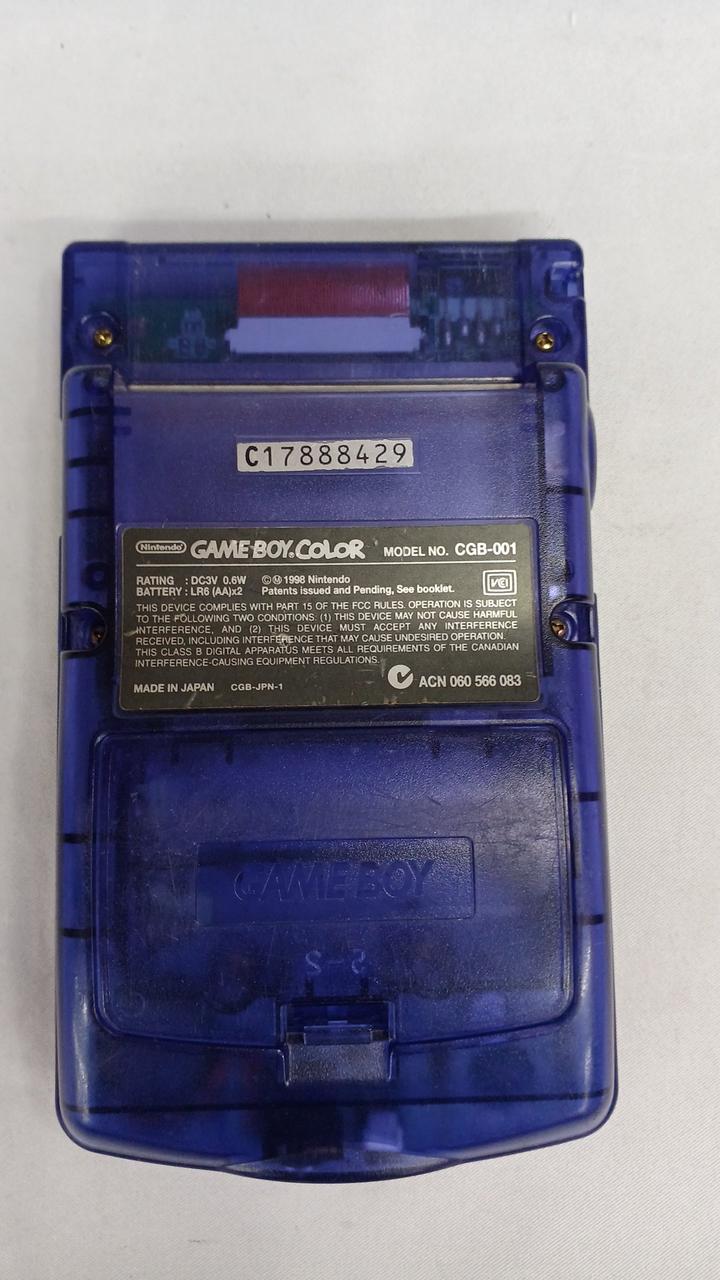 C17888429
Nintendo GAME BOY COLOR MODEL NO. CGB-001
RATING : DC3V 0.6W ©Ⓜ 1998 Nintendo
BATTERY : LR6 (AA)x2 Patents issued and Pending, See booklet.
VCI
THIS DEVICE COMPLIES WITH PART 15 OF THE FCC RULES. OPERATION IS SUBJECT
TO THE FOLLOWING TWO CONDITIONS: (1) THIS DEVICE MAY NOT CAUSE HARMFUL
INTERFERENCE, AND (2) THIS DEVICE MUST ACCEPT ANY INTERFERENCE
RECEIVED, INCLUDING INTERFERENCE THAT MAY CAUSE UNDESIRED OPERATION.
THIS CLASS B DIGITAL APPARATUS MEETS ALL REQUIREMENTS OF THE CANADIAN
INTERFERENCE-CAUSING EQUIPMENT REGULATIONS.
MADE IN JAPAN CGB-JPN-1 ACN 060 566 083
GAME BOY